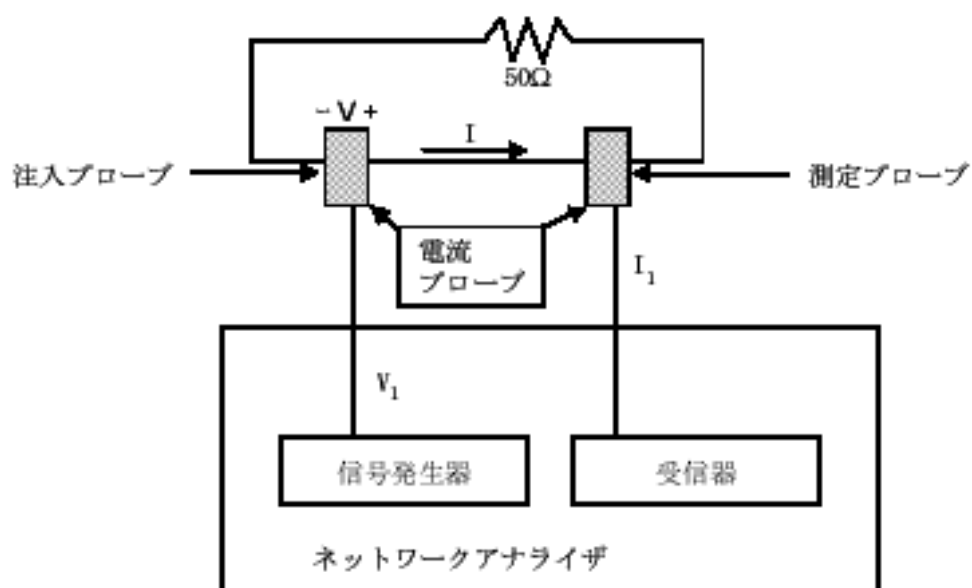 50Ω
- V +
I
注入プローブ
測定プローブ
電流
プローブ
I₁
V₁
信号発生器
受信器
ネットワークアナライザ